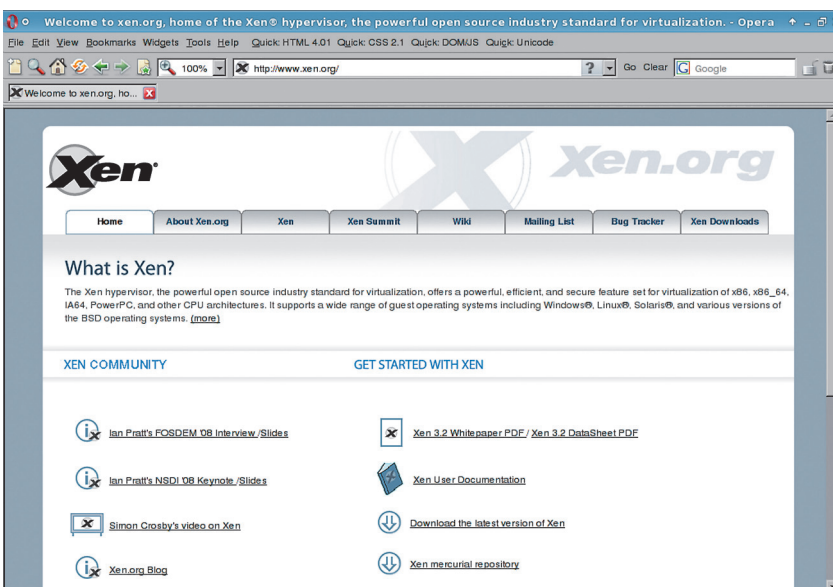 Welcome to xen.org, home of the Xen® hypervisor, the powerful open source industry standard for virtualization. - Opera
File Edit View Bookmarks Widgets Tools Help Quick: HTML 4.01 Quick: CSS 2.1 Quick: DOM/JS Quick: Unicode
100% http://www.xen.org/ ? Go Clear G Google
Welcome to xen.org, ho...
Xen® Xen.org
Home About Xen.org Xen Xen Summit Wiki Mailing List Bug Tracker Xen Downloads
What is Xen?
The Xen hypervisor, the powerful open source industry standard for virtualization, offers a powerful, efficient, and secure feature set for virtualization of x86, x86_64,
IA64, PowerPC, and other CPU architectures. It supports a wide range of guest operating systems including Windows®, Linux®, Solaris®, and various versions of
the BSD operating systems. (more)
XEN COMMUNITY GET STARTED WITH XEN
Ian Pratt's FOSDEM '08 Interview /Slides Xen 3.2 Whitepaper PDF / Xen 3.2 DataSheet PDF
Ian Pratt's NSDI '08 Keynote /Slides Xen User Documentation
Simon Crosby's video on Xen Download the latest version of Xen
Xen.org Blog Xen mercurial repository